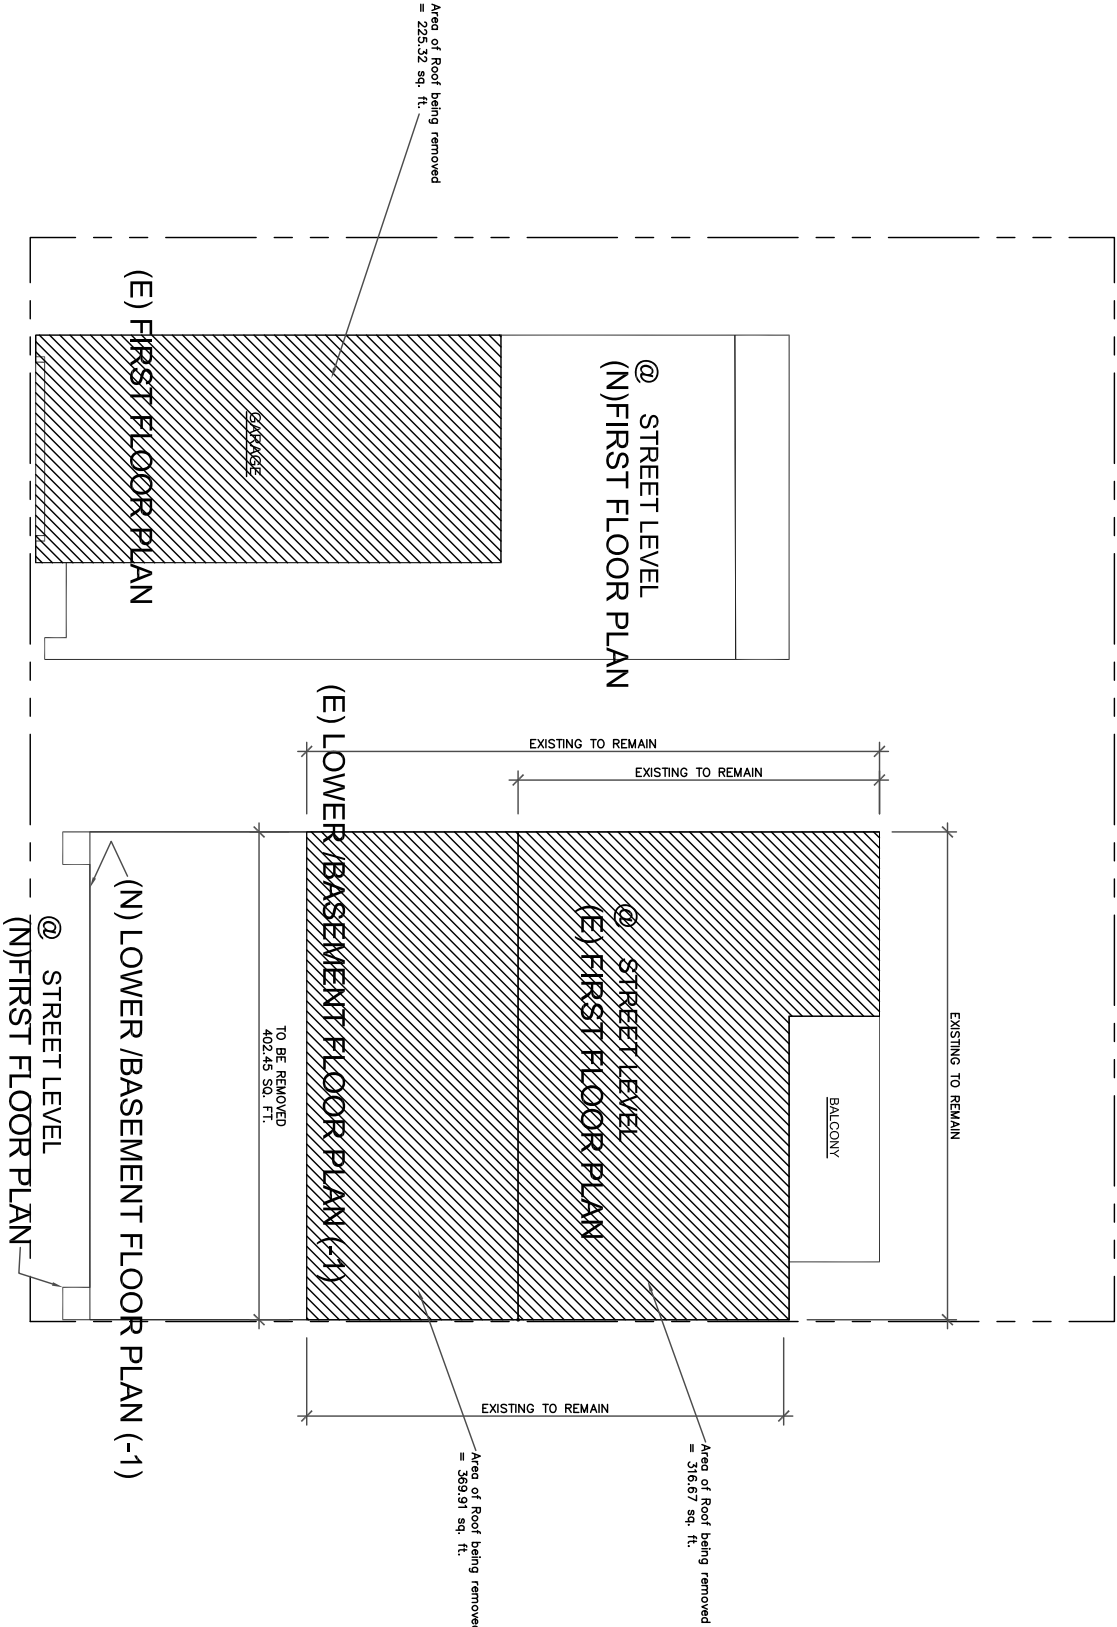 Area of Roof being removed
= 225.32 sq. ft.
(E) FIRST FLOOR PLAN
GARAGE
@ STREET LEVEL
(N)FIRST FLOOR PLAN
EXISTING TO REMAIN
EXISTING TO REMAIN
(E) LOWER /BASEMENT FLOOR PLAN (-1)
@ STREET LEVEL
(E) FIRST FLOOR PLAN
BALCONY
EXISTING TO REMAIN
TO BE REMOVED
402.45 SQ. FT.
(N) LOWER /BASEMENT FLOOR PLAN (-1)
@ STREET LEVEL
(N)FIRST FLOOR PLAN
EXISTING TO REMAIN
Area of Roof being removed
= 316.67 sq. ft.
Area of Roof being removed
= 369.91 sq. ft.